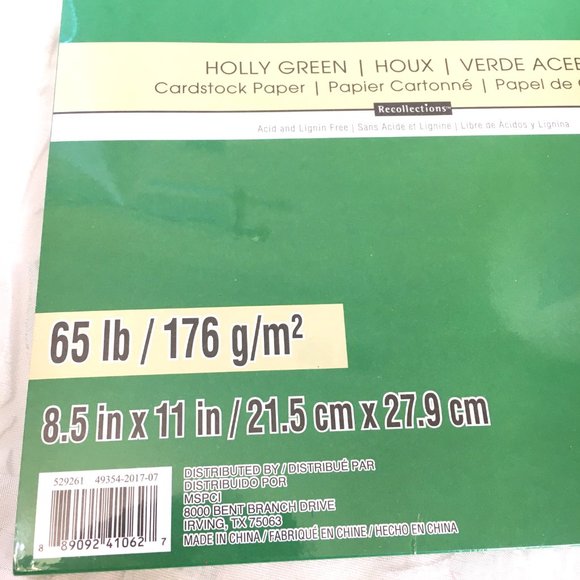 HOLLY GREEN | HOUX | VERDE
Cardstock Paper | Papier Cartonné | Papel de
Recollections™
Acid and Lignin Free | Sans Acide et Lignine | Libre de Ácidos y Lignina
65 lb / 176 g/m²
8.5 in x 11 in / 21.5 cm x 27.9 cm
529261 49354-2017-07
8 89092 41062 7
DISTRIBUTED BY / DISTRIBUÉ PAR
DISTRIBUIDO POR
MSPCI
8000 BENT BRANCH DRIVE
IRVING, TX 75063
MADE IN CHINA / FABRIQUÉ EN CHINE / HECHO EN CHINA